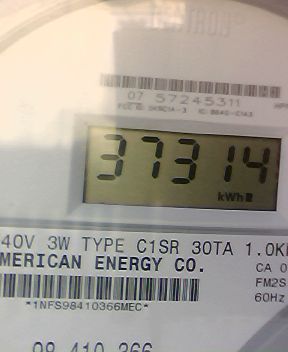 07 57245311
37314
kWh
40V 3W TYPE C1SR 30TA 1.0K
MERICAN ENERGY CO.
CA 0
FM2S
60Hz
*1NFS98410366MEC*
98 410 366